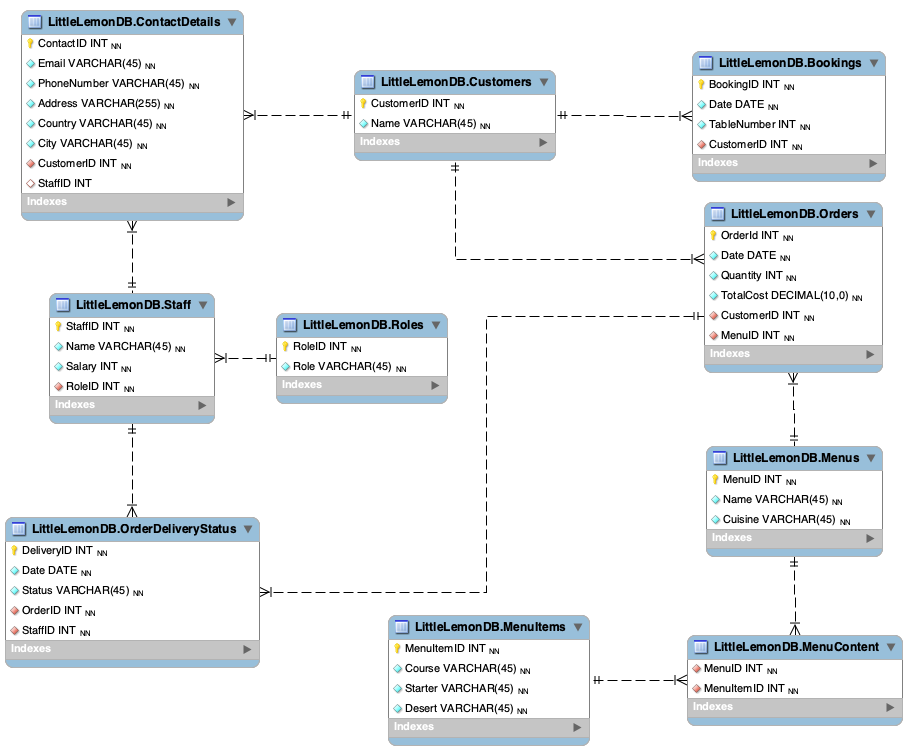 LittleLemonDB.ContactDetails
ContactID INT NN
Email VARCHAR(45) NN
PhoneNumber VARCHAR(45) NN
Address VARCHAR(255) NN
Country VARCHAR(45) NN
City VARCHAR(45) NN
CustomerID INT NN
StaffID INT
Indexes
LittleLemonDB.Customers
CustomerID INT NN
Name VARCHAR(45) NN
Indexes
LittleLemonDB.Bookings
BookingID INT NN
Date DATE NN
TableNumber INT NN
CustomerID INT NN
Indexes
LittleLemonDB.Orders
OrderId INT NN
Date DATE NN
Quantity INT NN
TotalCost DECIMAL(10,0) NN
CustomerID INT NN
MenuID INT NN
Indexes
LittleLemonDB.Staff
StaffID INT NN
Name VARCHAR(45) NN
Salary INT NN
RoleID INT NN
Indexes
LittleLemonDB.Roles
RoleID INT NN
Role VARCHAR(45) NN
Indexes
LittleLemonDB.Menus
MenuID INT NN
Name VARCHAR(45) NN
Cuisine VARCHAR(45) NN
Indexes
LittleLemonDB.OrderDeliveryStatus
DeliveryID INT NN
Date DATE NN
Status VARCHAR(45) NN
OrderID INT NN
StaffID INT NN
Indexes
LittleLemonDB.MenuItems
MenuItemID INT NN
Course VARCHAR(45) NN
Starter VARCHAR(45) NN
Desert VARCHAR(45) NN
Indexes
LittleLemonDB.MenuContent
MenuID INT NN
MenuItemID INT NN
Indexes